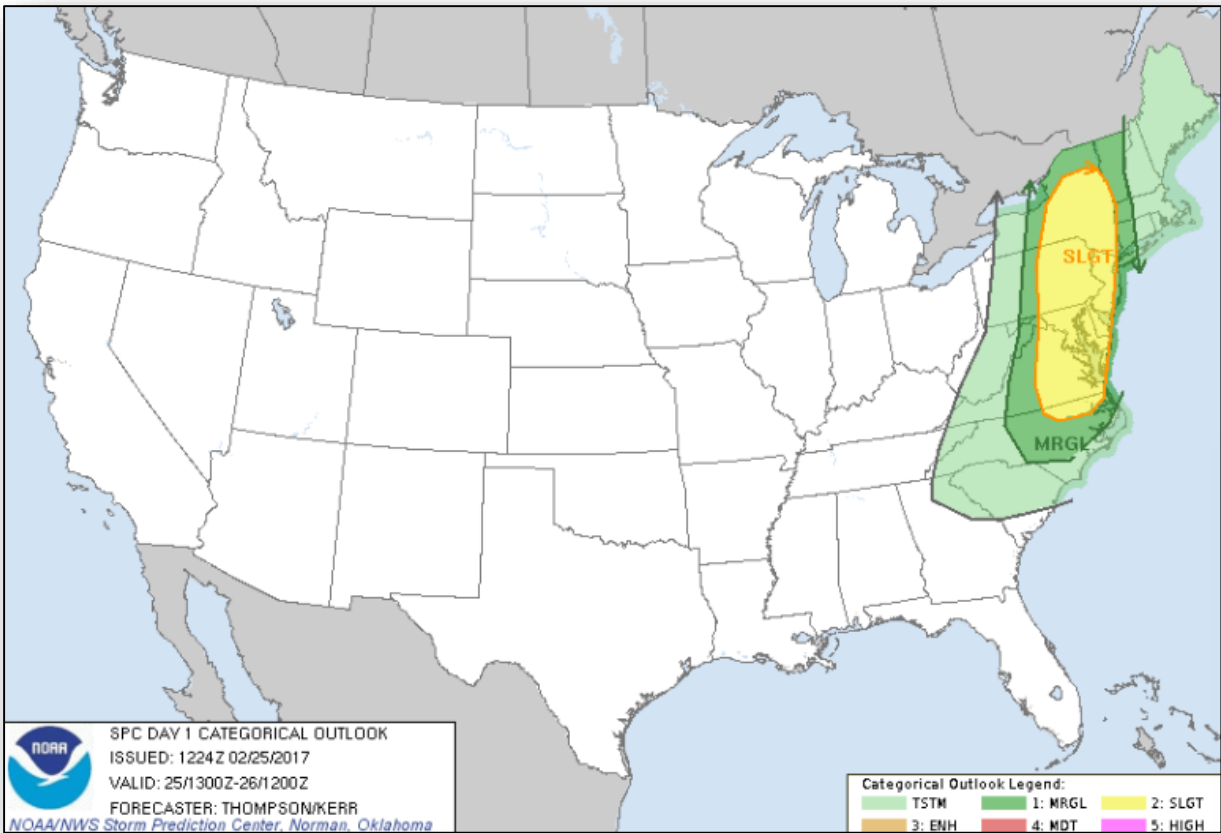 SLGT
MRGL
NOAA
SPC DAY 1 CATEGORICAL OUTLOOK
ISSUED: 1224Z 02/25/2017
VALID: 25/1300Z-26/1200Z
FORECASTER: THOMPSON/KERR
NOAA/NWS Storm Prediction Center, Norman, Oklahoma
Categorical Outlook Legend:
TSTM 1: MRGL 2: SLGT
3: ENH 4: MDT 5: HIGH